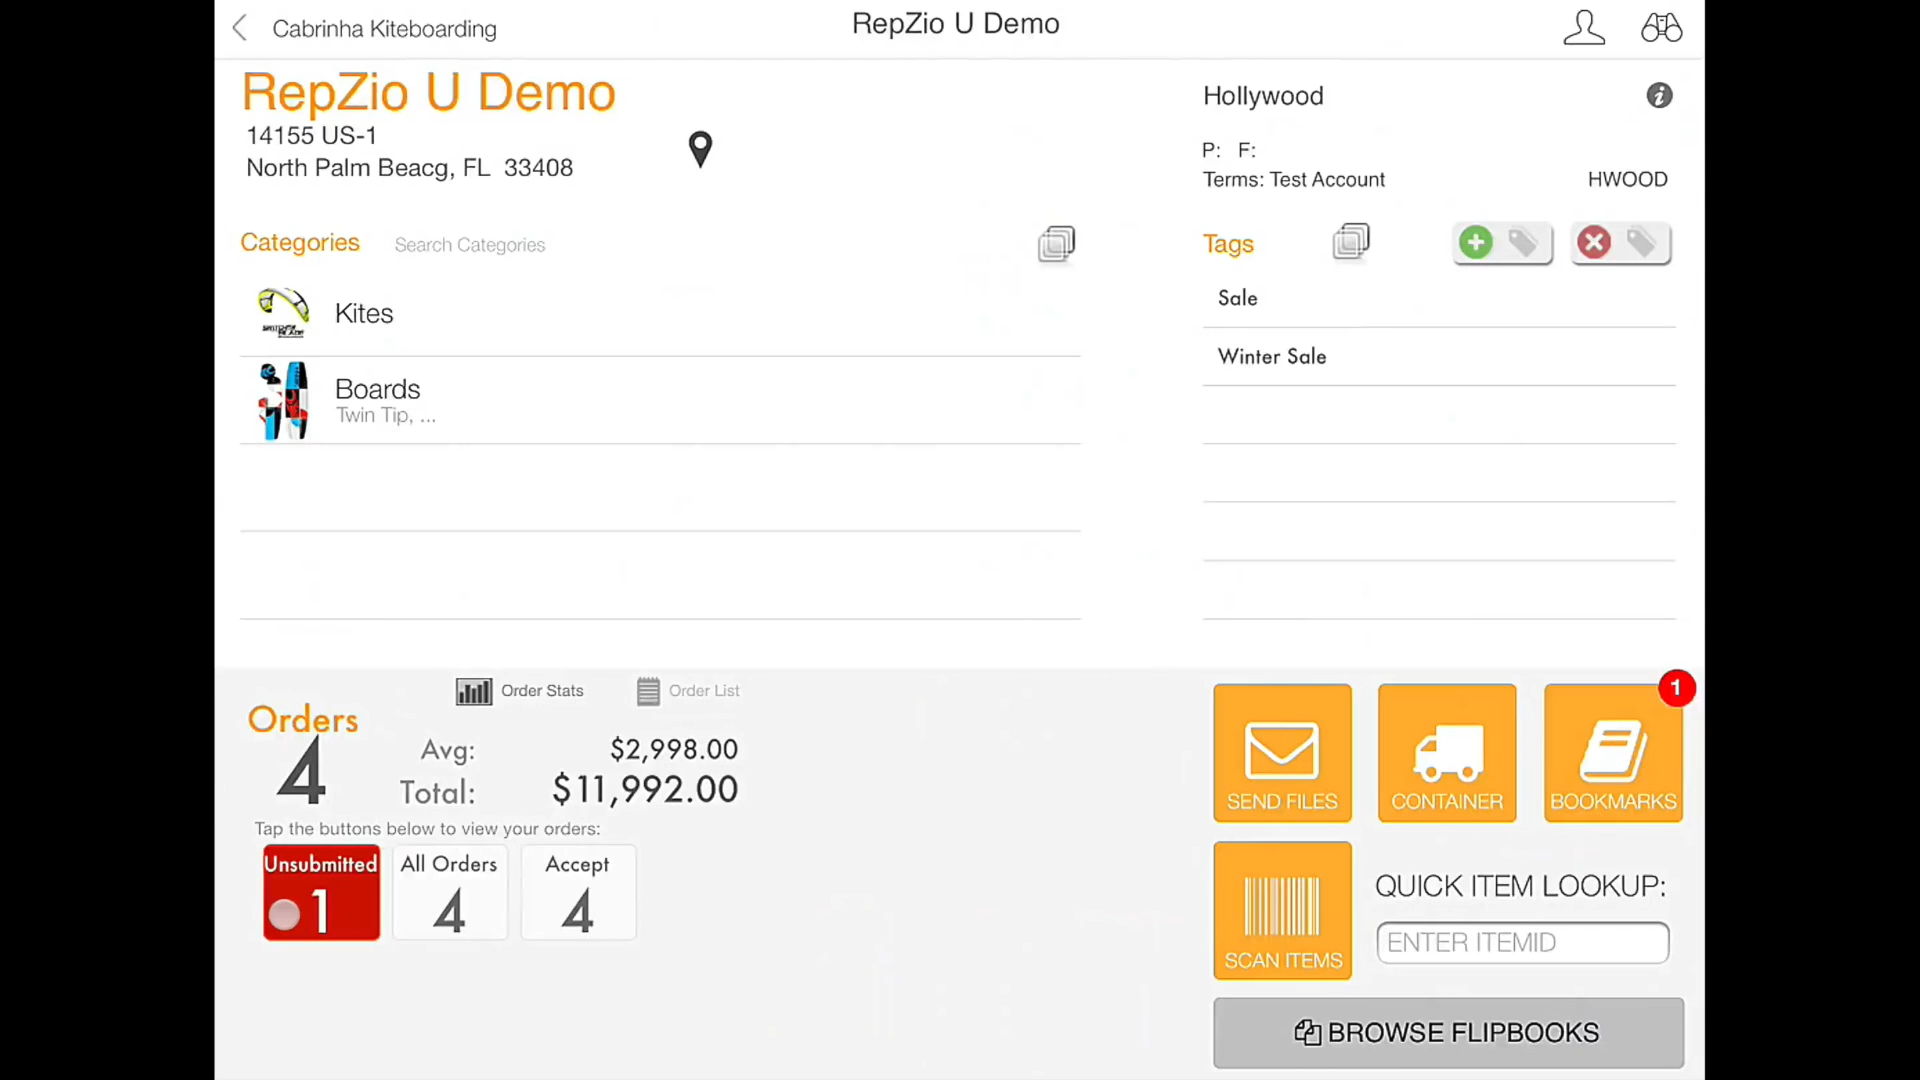 Cabrinha Kiteboarding
RepZio U Demo
RepZio U Demo
14155 US-1
North Palm Beacg, FL 33408
Hollywood
P: F:
Terms: Test Account
HWOOD
Categories
Search Categories
Kites
Boards
Twin Tip, ...
Tags
Sale
Winter Sale
Order Stats
Order List
Orders
4
Avg: $2,998.00
Total: $11,992.00
Tap the buttons below to view your orders:
Unsubmitted
1
All Orders
4
Accept
4
1
SEND FILES
CONTAINER
BOOKMARKS
SCAN ITEMS
QUICK ITEM LOOKUP:
ENTER ITEMID
BROWSE FLIPBOOKS